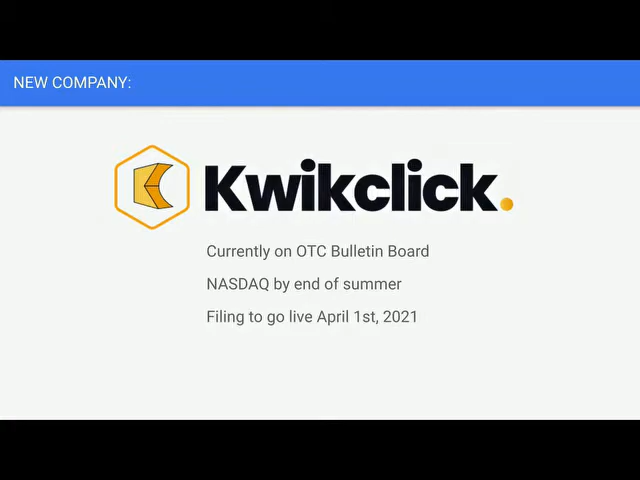 NEW COMPANY:
Kwikclick.
Currently on OTC Bulletin Board
NASDAQ by end of summer
Filing to go live April 1st, 2021